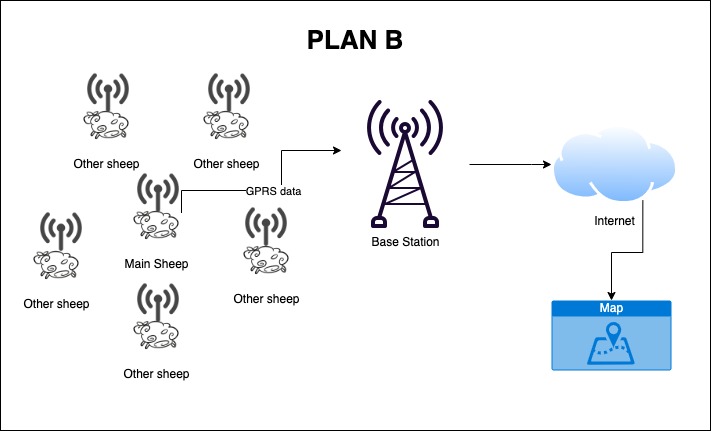 PLAN B
Other sheep
Other sheep
GPRS data
Main Sheep
Other sheep
Other sheep
Other sheep
Base Station
Internet
Map